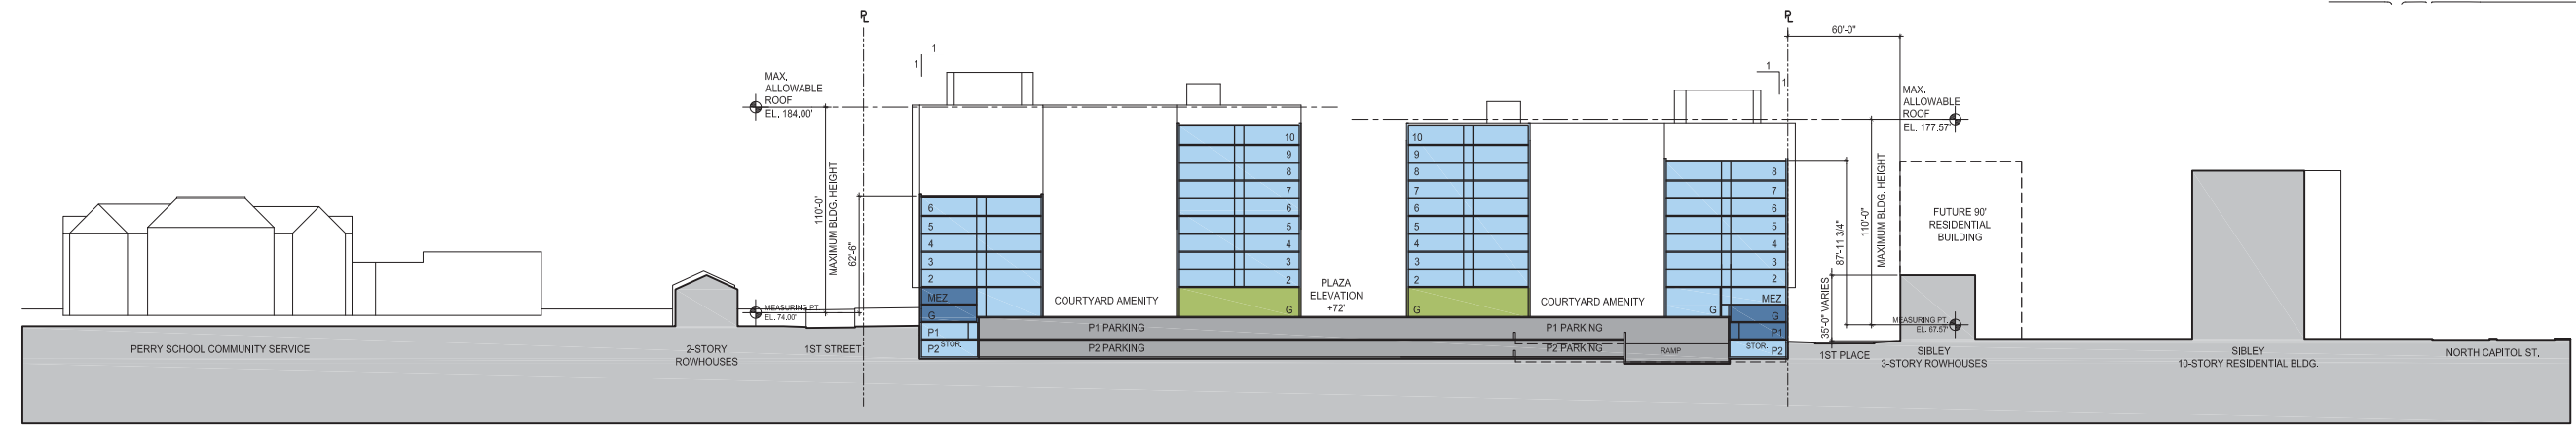 PL
PL
60'-0"
1
1
1
1
MAX.
ALLOWABLE
ROOF
EL. 184.00'
MAX.
ALLOWABLE
ROOF
EL. 177.57'
110'-0"
MAXIMUM BLDG. HEIGHT
62'-6"
6
5
4
3
2
MEZ
G
P1
P2
STOR.
10
9
8
7
6
5
4
3
2
G
10
9
8
7
6
5
4
3
2
G
8
7
6
5
4
3
2
MEZ
G
G
P1
P2
STOR.
COURTYARD AMENITY
PLAZA
ELEVATION
+72'
COURTYARD AMENITY
P1 PARKING
P1 PARKING
P2 PARKING
P2 PARKING
RAMP
87'-11 3/4"
110'-0"
MAXIMUM BLDG. HEIGHT
35'-0" VARIES
FUTURE 90'
RESIDENTIAL
BUILDING
MEASURING PT.
EL. 74.00'
MEASURING PT.
EL. 67.57'
PERRY SCHOOL COMMUNITY SERVICE
2-STORY
ROWHOUSES
1ST STREET
1ST PLACE
SIBLEY
3-STORY ROWHOUSES
SIBLEY
10-STORY RESIDENTIAL BLDG.
NORTH CAPITOL ST.